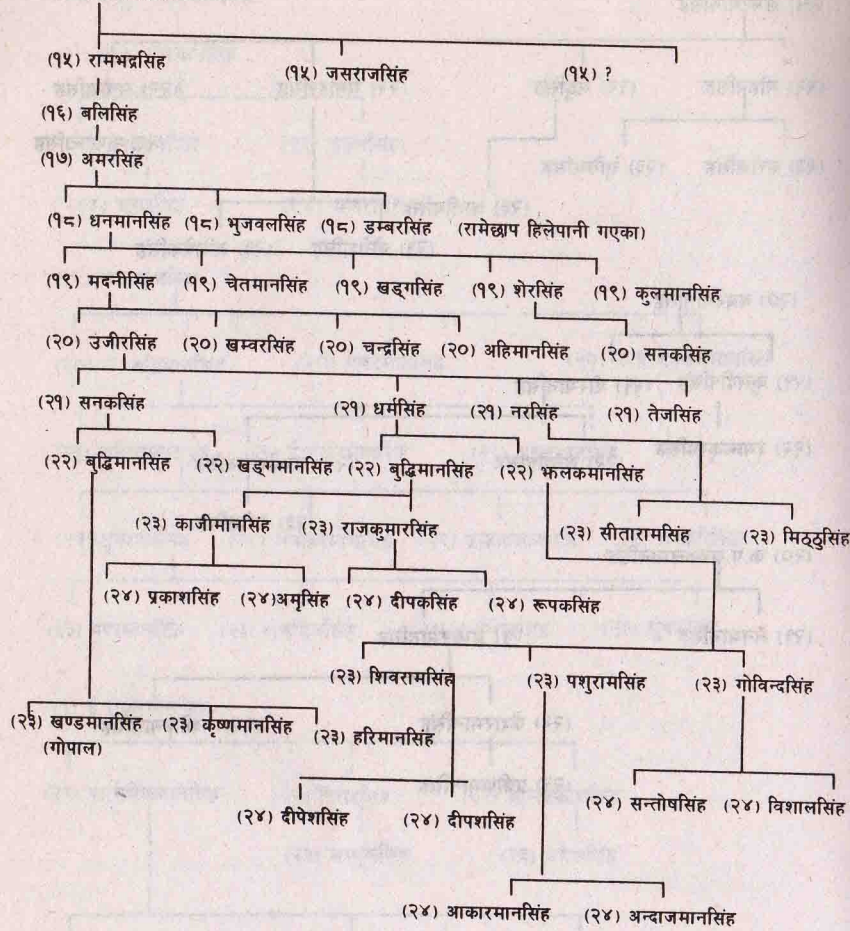 (१५) रामभद्रसिंह (१५) जसराजसिंह (१५) ?
(१६) बलिसिंह
(१७) अमरसिंह
(१८) धनमानसिंह (१८) भुजवलसिंह (१८) डम्बरसिंह (रामेछाप हिलेपानी गएका)
(१९) मदनीसिंह (१९) चेतमानसिंह (१९) खड्गसिंह (१९) शेरसिंह (१९) कुलमानसिंह
(२०) उजीरसिंह (२०) खम्वरसिंह (२०) चन्द्रसिंह (२०) अहिमानसिंह (२०) सनकसिंह
(२१) सनकसिंह (२१) धर्मसिंह (२१) नरसिंह (२१) तेजसिंह
(२२) बुद्धिमानसिंह (२२) खड्गमानसिंह (२२) बुद्धिमानसिंह (२२) झलकमानसिंह
(२३) काजीमानसिंह (२३) राजकुमारसिंह (२३) सीतारामसिंह (२३) मिठ्ठुसिंह
(२४) प्रकाशसिंह (२४)अमृसिंह (२४) दीपकसिंह (२४) रूपकसिंह
(२३) शिवरामसिंह (२३) पशुरामसिंह (२३) गोविन्दसिंह
(२३) खण्डमानसिंह (२३) कृष्णमानसिंह (२३) हरिमानसिंह
(गोपाल)
(२४) दीपेशसिंह (२४) दीपशसिंह (२४) सन्तोषसिंह (२४) विशालसिंह
(२४) आकारमानसिंह (२४) अन्दाजमानसिंह